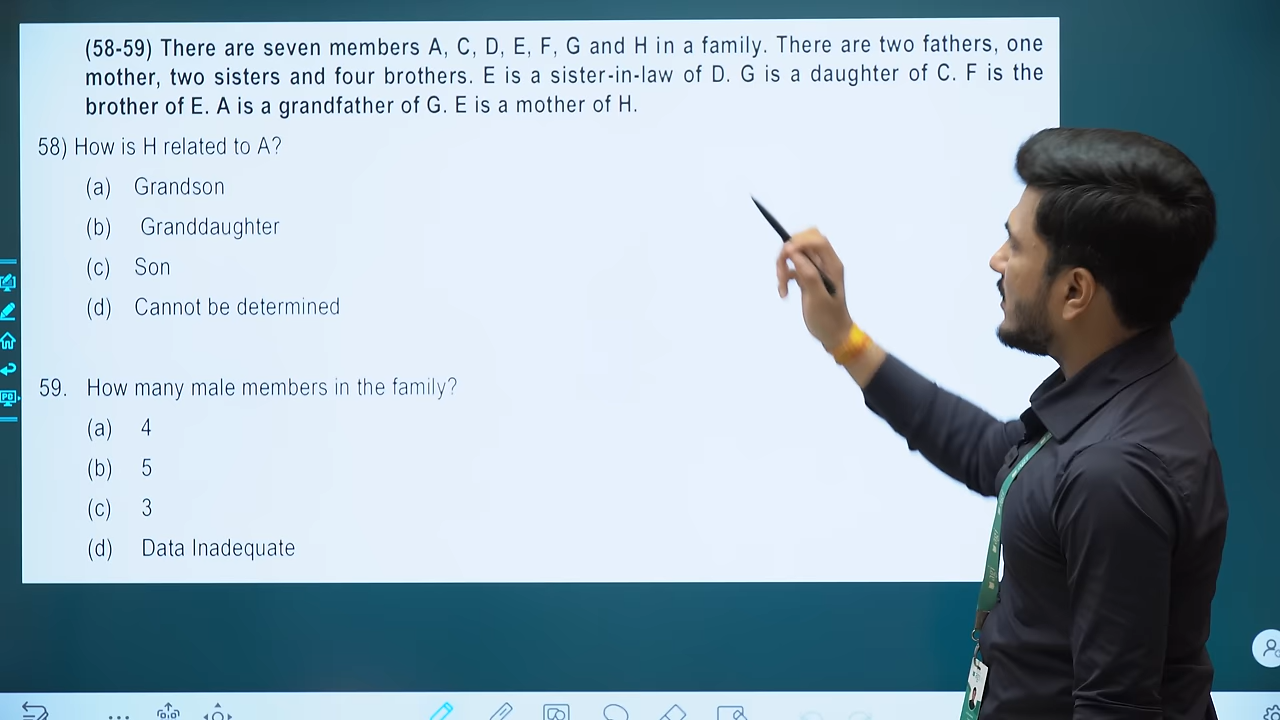 (58-59) There are seven members A, C, D, E, F, G and H in a family. There are two fathers, one
mother, two sisters and four brothers. E is a sister-in-law of D. G is a daughter of C. F is the
brother of E. A is a grandfather of G. E is a mother of H.
58) How is H related to A?
(a) Grandson
(b) Granddaughter
(c) Son
(d) Cannot be determined
59. How many male members in the family?
(a) 4
(b) 5
(c) 3
(d) Data Inadequate